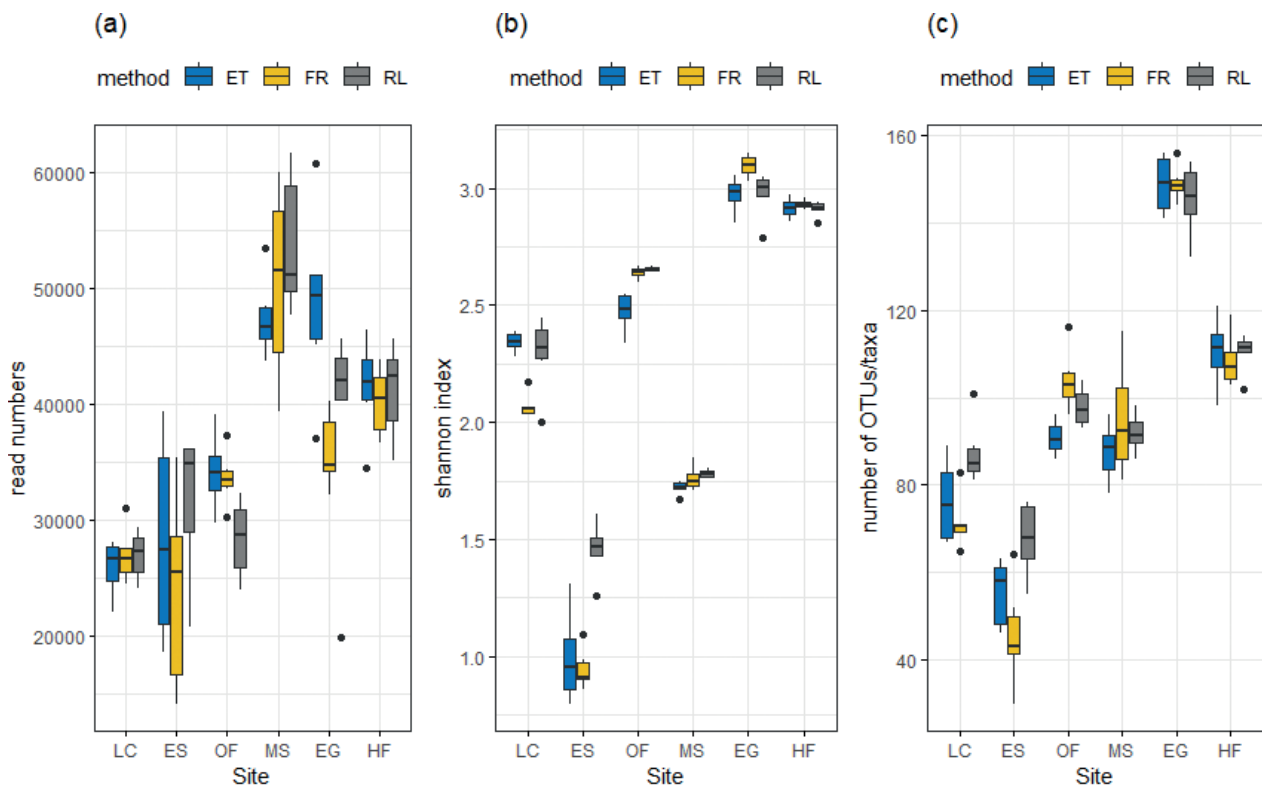 (a)
method ET FR RL
read numbers
60000
50000
40000
30000
20000
LC ES OF MS EG HF
Site
(b)
method ET FR RL
shannon index
3.0
2.5
2.0
1.5
1.0
LC ES OF MS EG HF
Site
(c)
method ET FR RL
number of OTUs/taxa
160
120
80
40
LC ES OF MS EG HF
Site